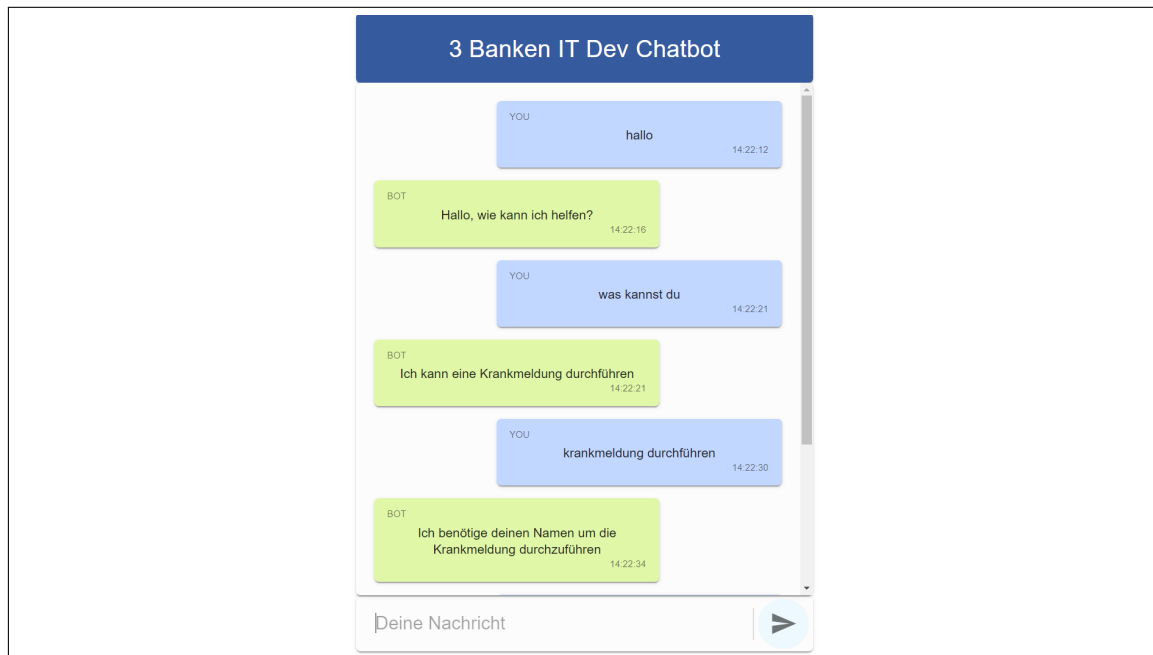 3 Banken IT Dev Chatbot
YOU
hallo
14:22:12
BOT
Hallo, wie kann ich helfen?
14:22:16
YOU
was kannst du
14:22:21
BOT
Ich kann eine Krankmeldung durchführen
14:22:21
YOU
krankmeldung durchführen
14:22:30
BOT
Ich benötige deinen Namen um die
Krankmeldung durchzuführen
14:22:34
Deine Nachricht